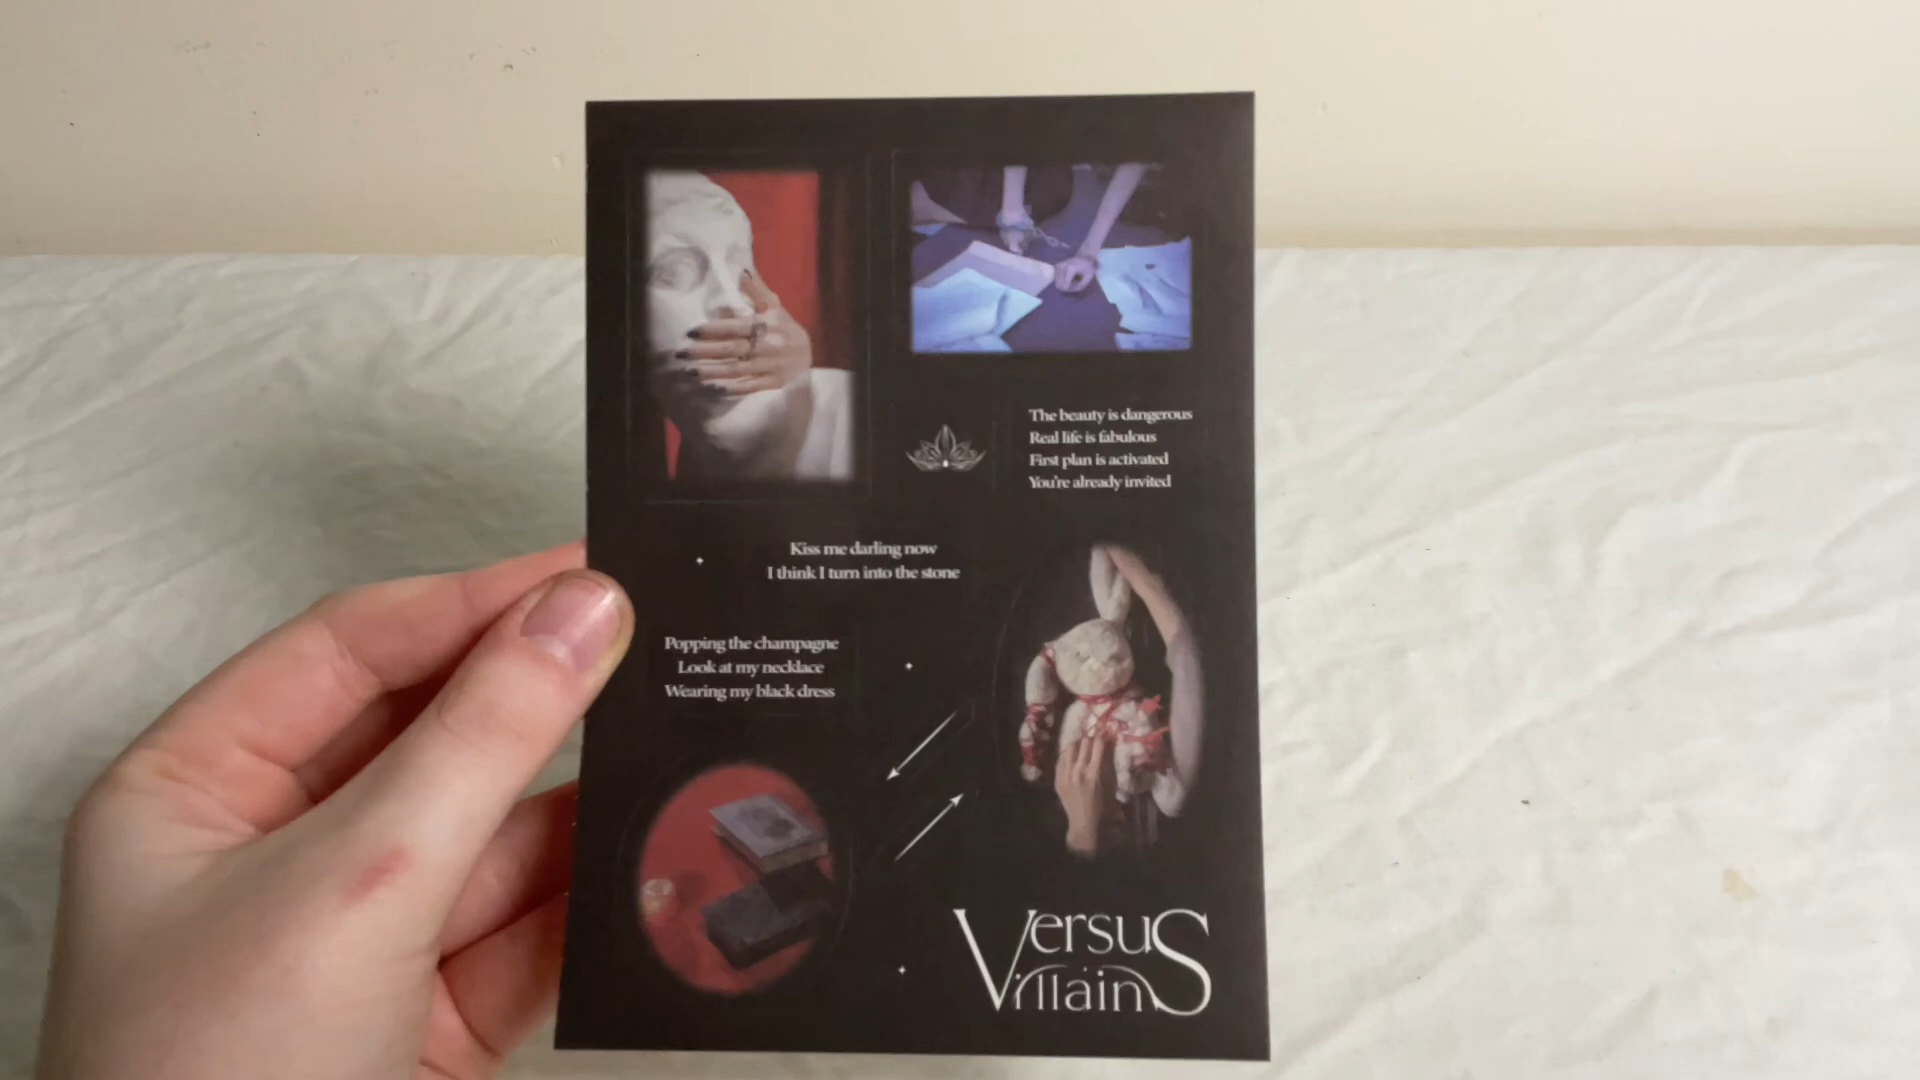 The beauty is dangerous
Real life is fabulous
First plan is activated
You're already invited
Kiss me darling now
I think I turn into the stone
Popping the champagne
Look at my necklace
Wearing my black dress
VersuS
VillainS